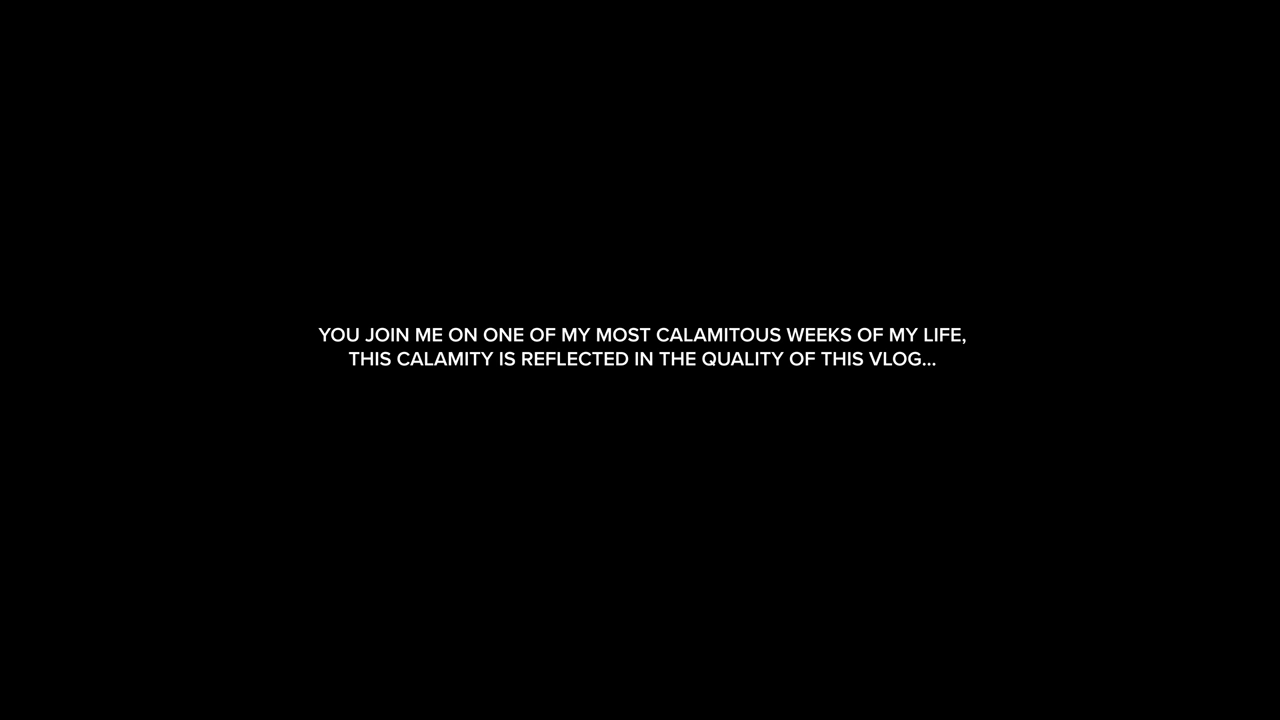 YOU JOIN ME ON ONE OF MY MOST CALAMITOUS WEEKS OF MY LIFE,
THIS CALAMITY IS REFLECTED IN THE QUALITY OF THIS VLOG...